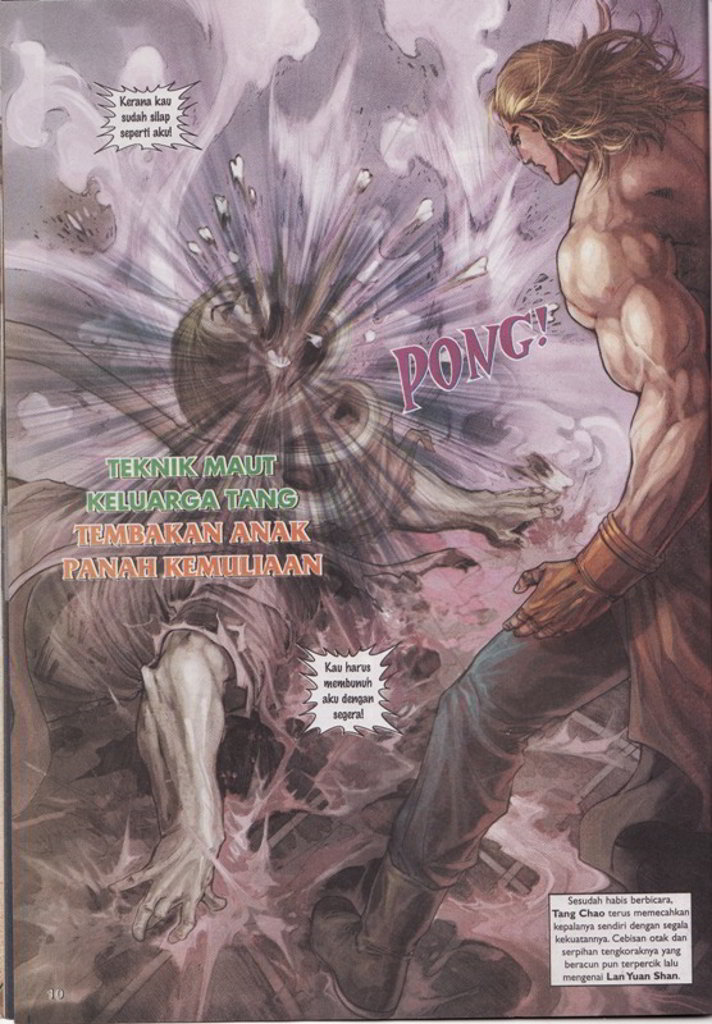 Kerana kau
sudah silap
seperti aku!
PONG!
TEKNIK MAUT
KELUARGA TANG
TEMBAKAN ANAK
PANAH KEMULIAAN
Kau harus
membunuh
aku dengan
segera!
Sesudah habis berbicara,
Tang Chao terus memecahkan
kepalanya sendiri dengan segala
kekuatannya. Cebisan otak dan
serpihan tengkoraknya yang
beracun pun terpercik lalu
mengenai Lan Yuan Shan.
10